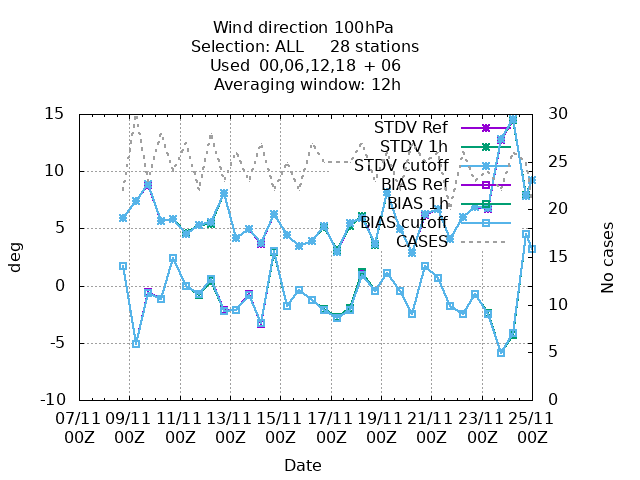 Wind direction 100hPa
Selection: ALL 28 stations
Used 00,06,12,18 + 06
Averaging window: 12h
15
10
5
0
-5
-10
30
25
20
15
10
5
0
deg
No cases
STDV Ref
STDV 1h
STDV cutoff
BIAS Ref
BIAS 1h
BIAS cutoff
CASES
07/11 09/11 11/11 13/11 15/11 17/11 19/11 21/11 23/11 25/11
00Z 00Z 00Z 00Z 00Z 00Z 00Z 00Z 00Z 00Z
Date